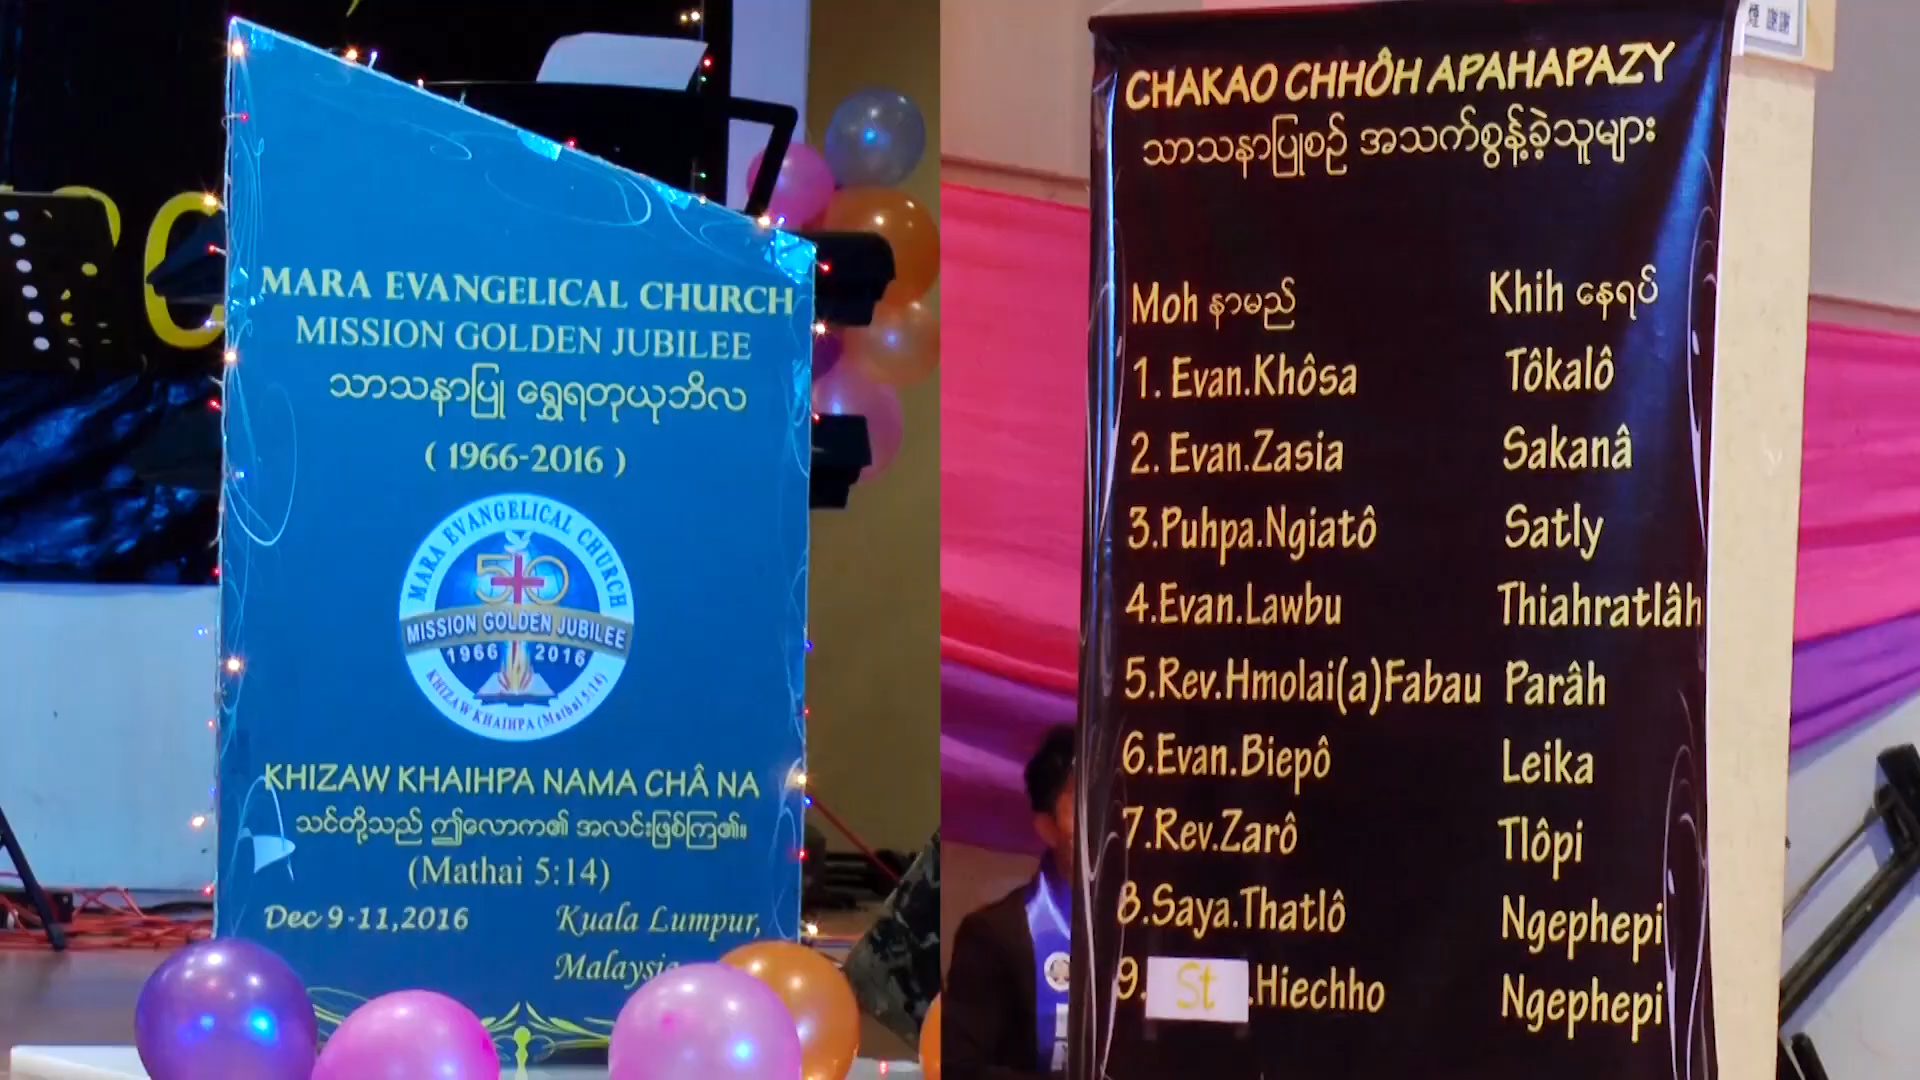 MARA EVANGELICAL CHURCH
MISSION GOLDEN JUBILEE
သာသနာပြု ရွှေရတုယုဘိလ
( 1966-2016 )
MARA EVANGELICAL CHURCH
50
MISSION GOLDEN JUBILEE
1966 2016
KHIZAW KHAIHPA (Mathai 5:14)
KHIZAW KHAIHPA NAMA CHÂ NA
သင်တို့သည် ဤလောက၏ အလင်းဖြစ်ကြ၏။
(Mathai 5:14)
Dec 9-11,2016
Kuala Lumpur,
Malaysia
CHAKAO CHHÔH APAHAPAZY
သာသနာပြုစဉ် အသက်စွန့်ခဲ့သူများ
Moh နာမည် Khih နေရပ်
1. Evan.Khôsa Tôkalô
2. Evan.Zasia Sakanâ
3.Puhpa.Ngiatô Satly
4.Evan.Lawbu Thiahratlâh
5.Rev.Hmolai(a)Fabau Parâh
6.Evan.Biepô Leika
7.Rev.Zarô Tlôpi
8.Saya.Thatlô Ngephepi
9. St .Hiechho Ngephepi